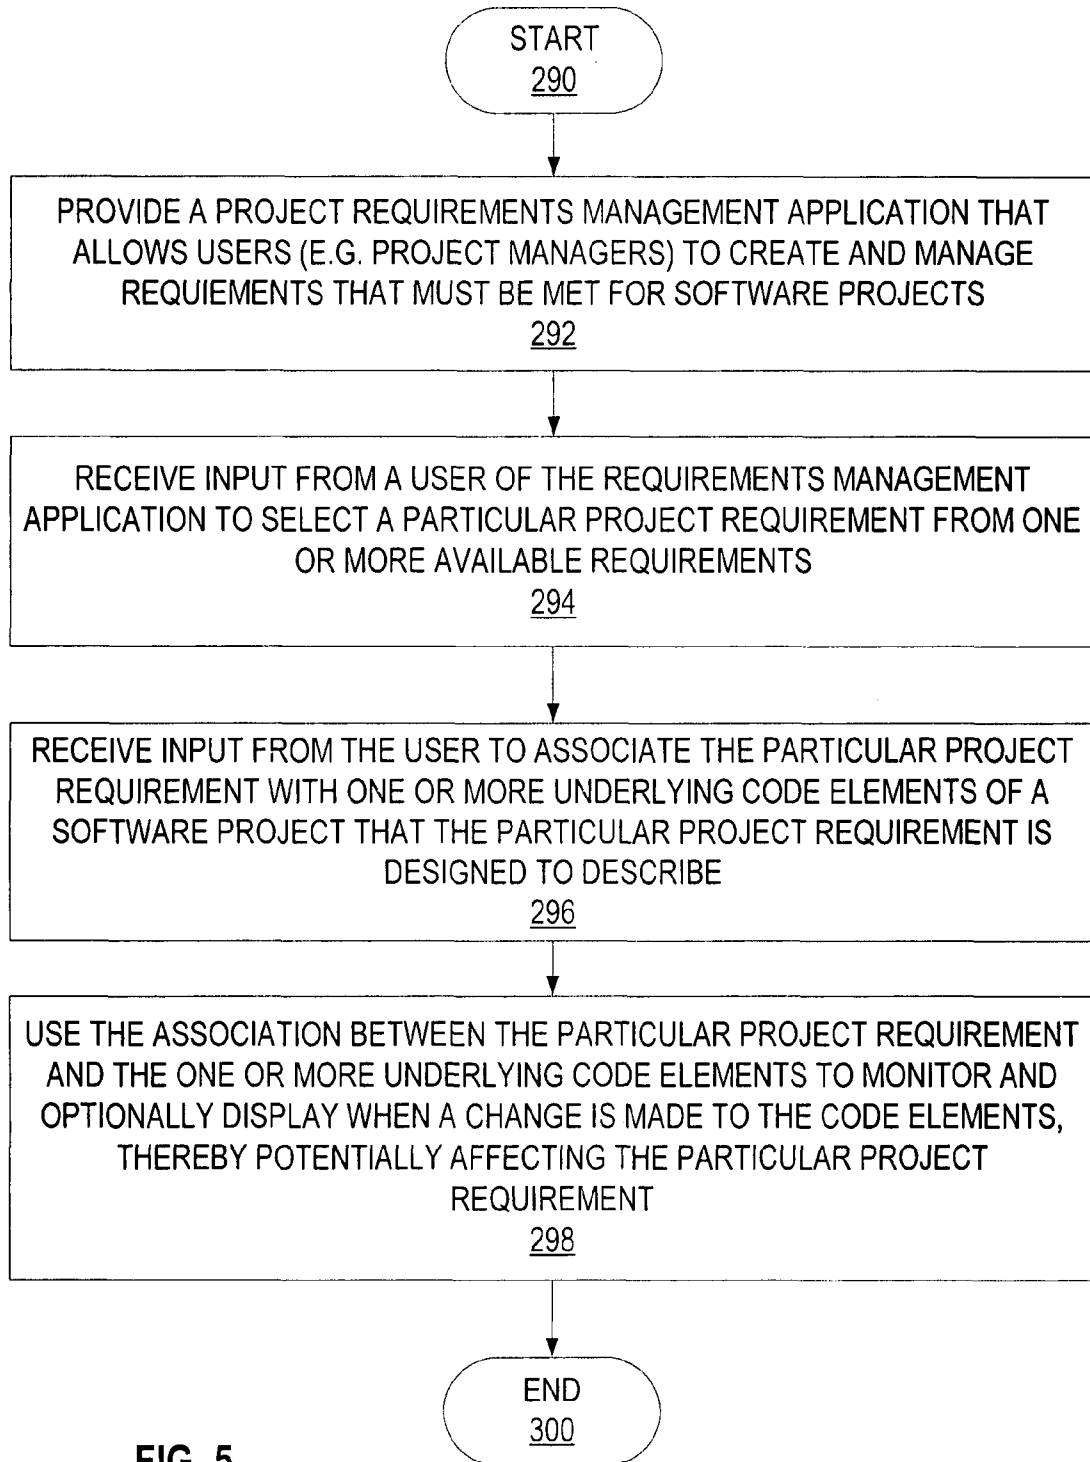 START
290
PROVIDE A PROJECT REQUIREMENTS MANAGEMENT APPLICATION THAT
ALLOWS USERS (E.G. PROJECT MANAGERS) TO CREATE AND MANAGE
REQUIEMENTS THAT MUST BE MET FOR SOFTWARE PROJECTS
292
RECEIVE INPUT FROM A USER OF THE REQUIREMENTS MANAGEMENT
APPLICATION TO SELECT A PARTICULAR PROJECT REQUIREMENT FROM ONE
OR MORE AVAILABLE REQUIREMENTS
294
RECEIVE INPUT FROM THE USER TO ASSOCIATE THE PARTICULAR PROJECT
REQUIREMENT WITH ONE OR MORE UNDERLYING CODE ELEMENTS OF A
SOFTWARE PROJECT THAT THE PARTICULAR PROJECT REQUIREMENT IS
DESIGNED TO DESCRIBE
296
USE THE ASSOCIATION BETWEEN THE PARTICULAR PROJECT REQUIREMENT
AND THE ONE OR MORE UNDERLYING CODE ELEMENTS TO MONITOR AND
OPTIONALLY DISPLAY WHEN A CHANGE IS MADE TO THE CODE ELEMENTS,
THEREBY POTENTIALLY AFFECTING THE PARTICULAR PROJECT
REQUIREMENT
298
END
300
FIG. 5